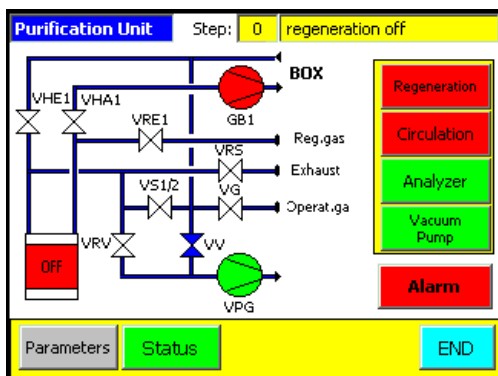 Purification Unit Step: 0 regeneration off
BOX
VHE1 VHA1
GB1
Regeneration
VRE1
Reg.gas
Circulation
VRS
Exhaust
Analyzer
VS1/2 VG
Operat.ga
Vacuum
Pump
VRV VV
OFF
Alarm
VPG
Parameters Status END